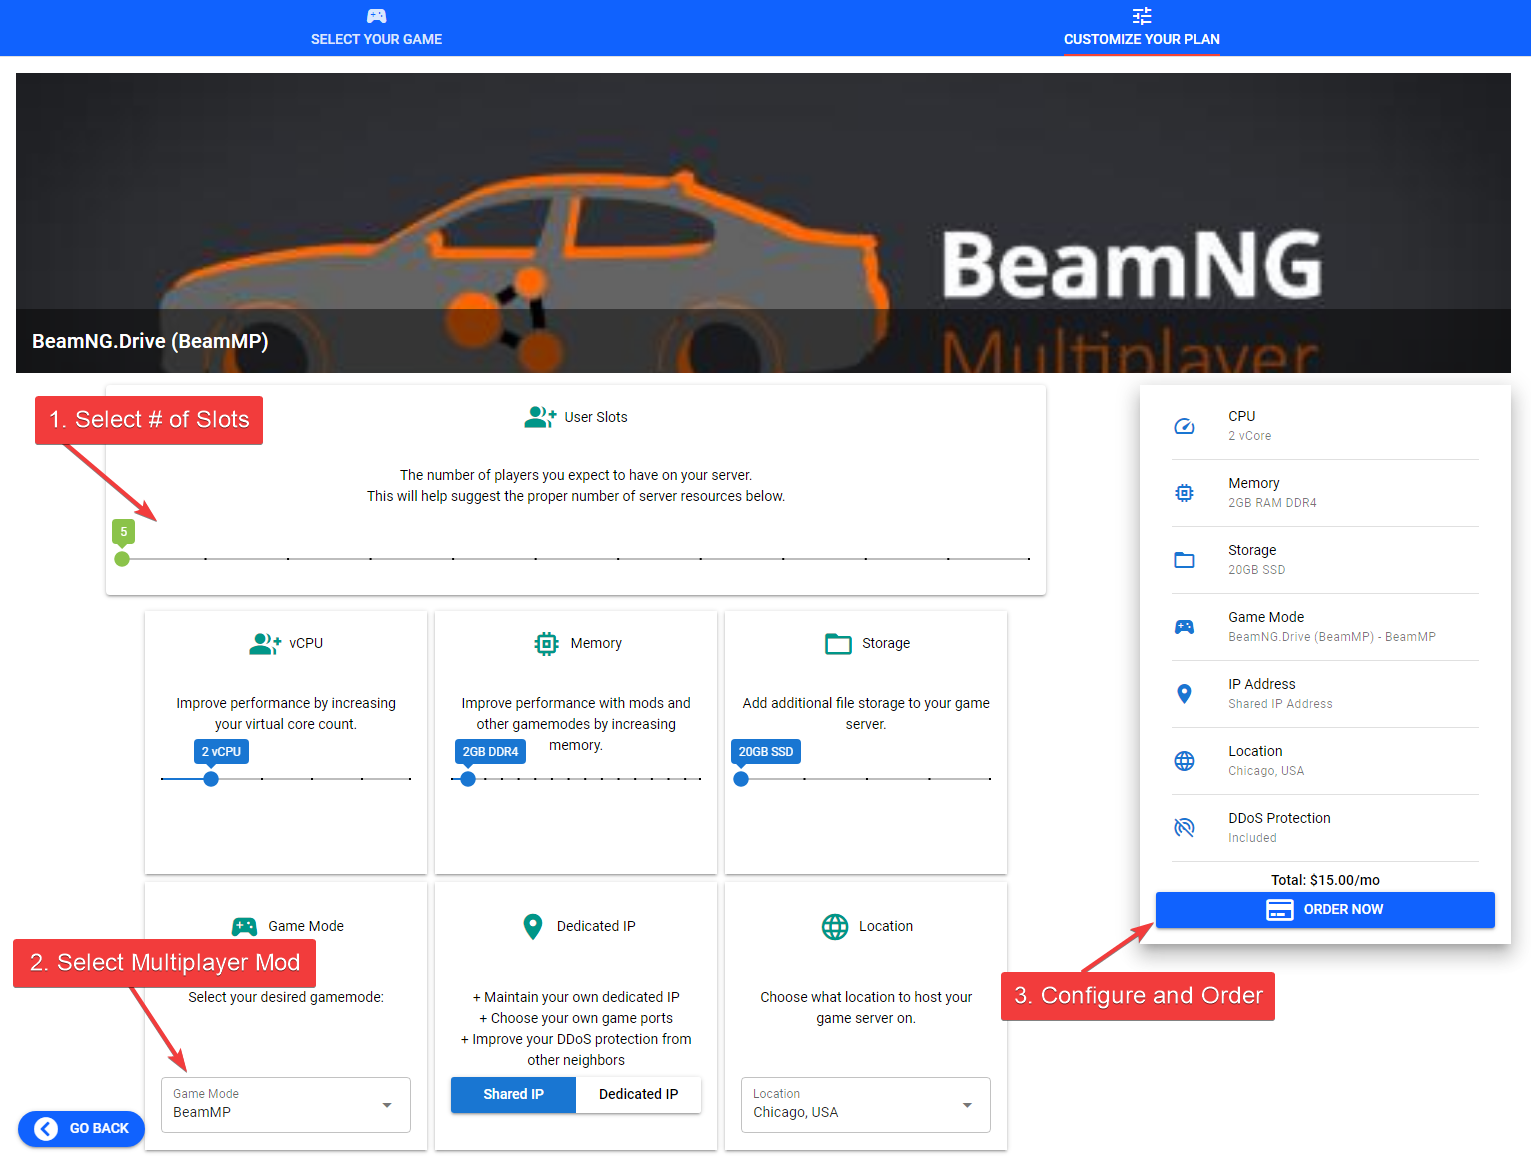 SELECT YOUR GAME
CUSTOMIZE YOUR PLAN
BeamNG
Multiplayer
BeamNG.Drive (BeamMP)
1. Select # of Slots
User Slots
The number of players you expect to have on your server.
This will help suggest the proper number of server resources below.
5
vCPU
Improve performance by increasing
your virtual core count.
2 vCPU
Memory
Improve performance with mods and
other gamemodes by increasing
memory.
2GB DDR4
Storage
Add additional file storage to your game
server.
20GB SSD
Game Mode
2. Select Multiplayer Mod
Select your desired gamemode:
Game Mode
BeamMP
Dedicated IP
+ Maintain your own dedicated IP
+ Choose your own game ports
+ Improve your DDoS protection from
other neighbors
Shared IP
Dedicated IP
Location
Choose what location to host your
game server on.
Location
Chicago, USA
GO BACK
CPU
2 vCore
Memory
2GB RAM DDR4
Storage
20GB SSD
Game Mode
BeamNG.Drive (BeamMP) - BeamMP
IP Address
Shared IP Address
Location
Chicago, USA
DDoS Protection
Included
Total: $15.00/mo
ORDER NOW
3. Configure and Order